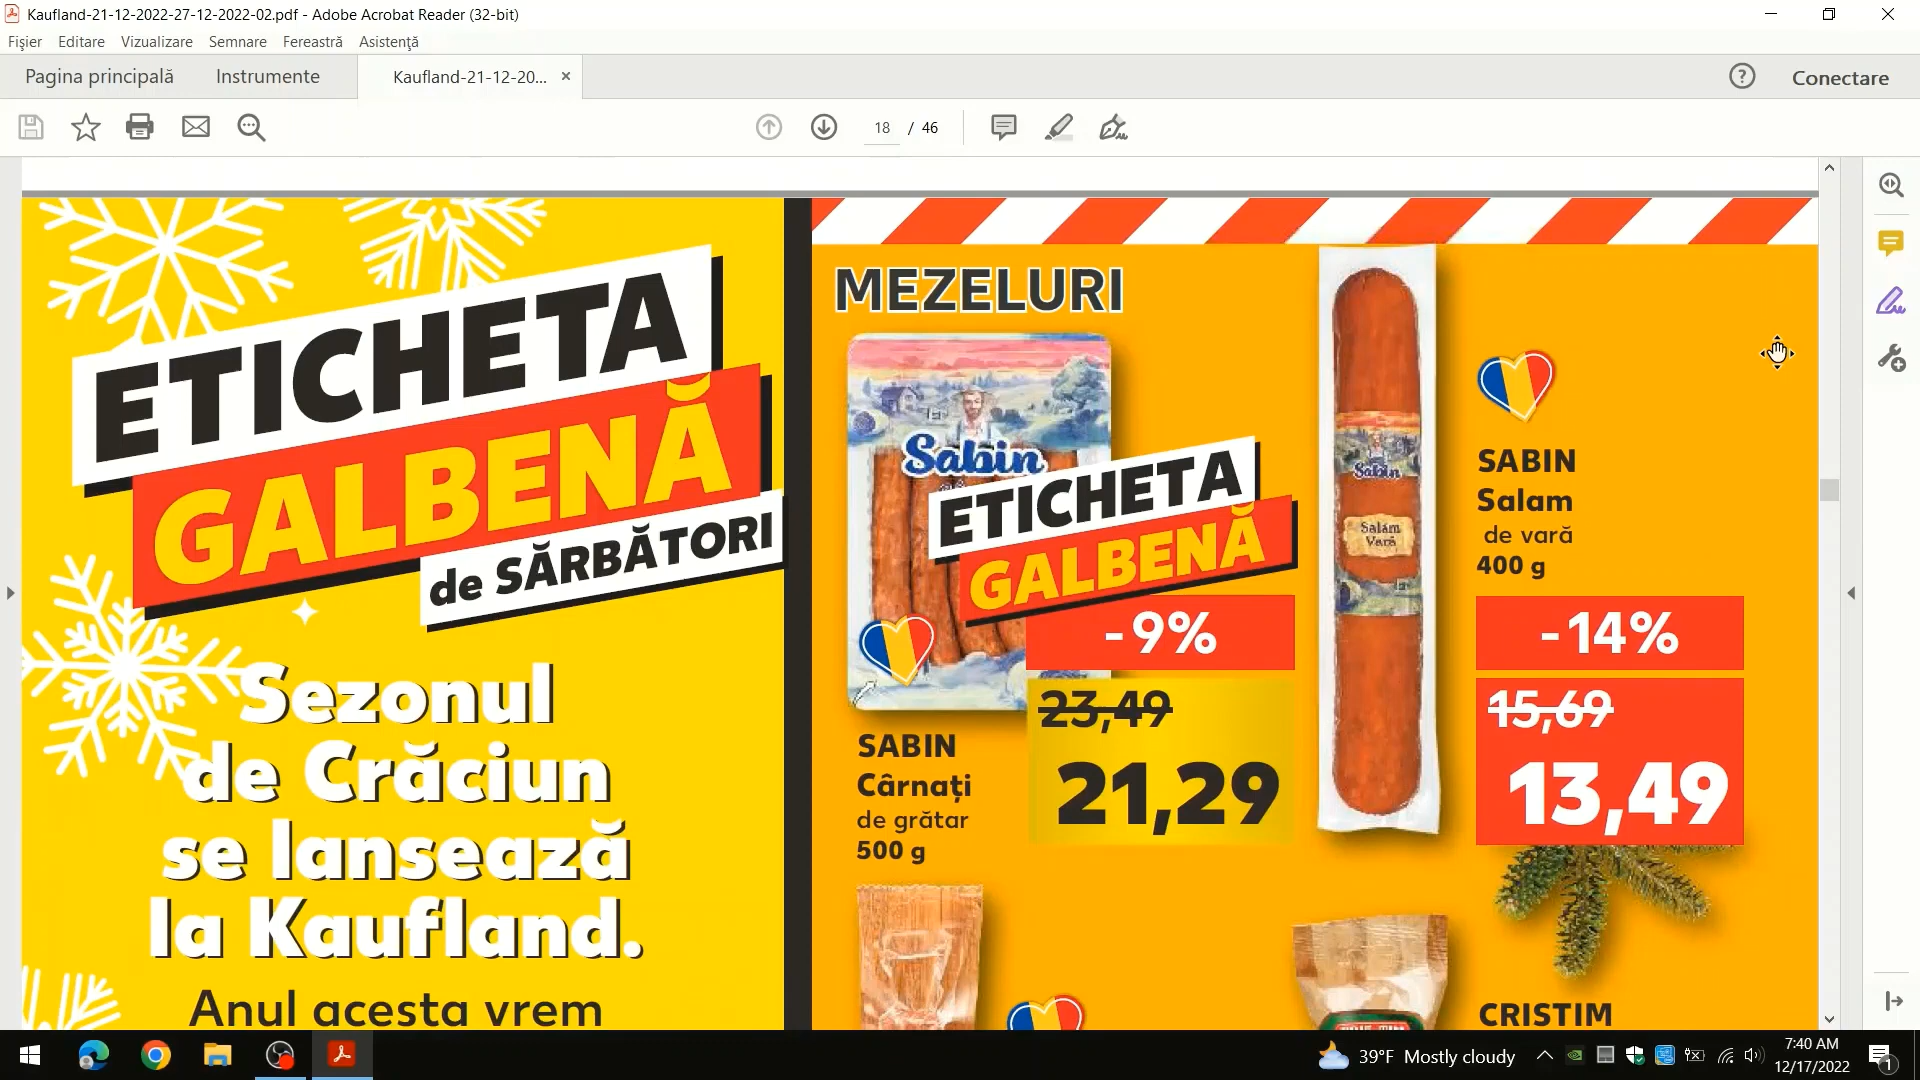 Kaufland-21-12-2022-27-12-2022-02.pdf - Adobe Acrobat Reader (32-bit)
Fișier Editare Vizualizare Semnare Fereastră Asistență
Pagina principală Instrumente Kaufland-21-12-20... Conectare
18 / 46
ETICHETA
GALBENĂ
de SĂRBĂTORI
Sezonul
de Crăciun
se lansează
la Kaufland.
Anul acesta vrem
MEZELURI
Sabin
ETICHETA
GALBENĂ
-9%
23,49
21,29
SABIN
Cârnați
de grătar
500 g
Sabin
Salam
Vară
SABIN
Salam
de vară
400 g
-14%
15,69
13,49
CRISTIM
39°F Mostly cloudy
7:40 AM
12/17/2022
1